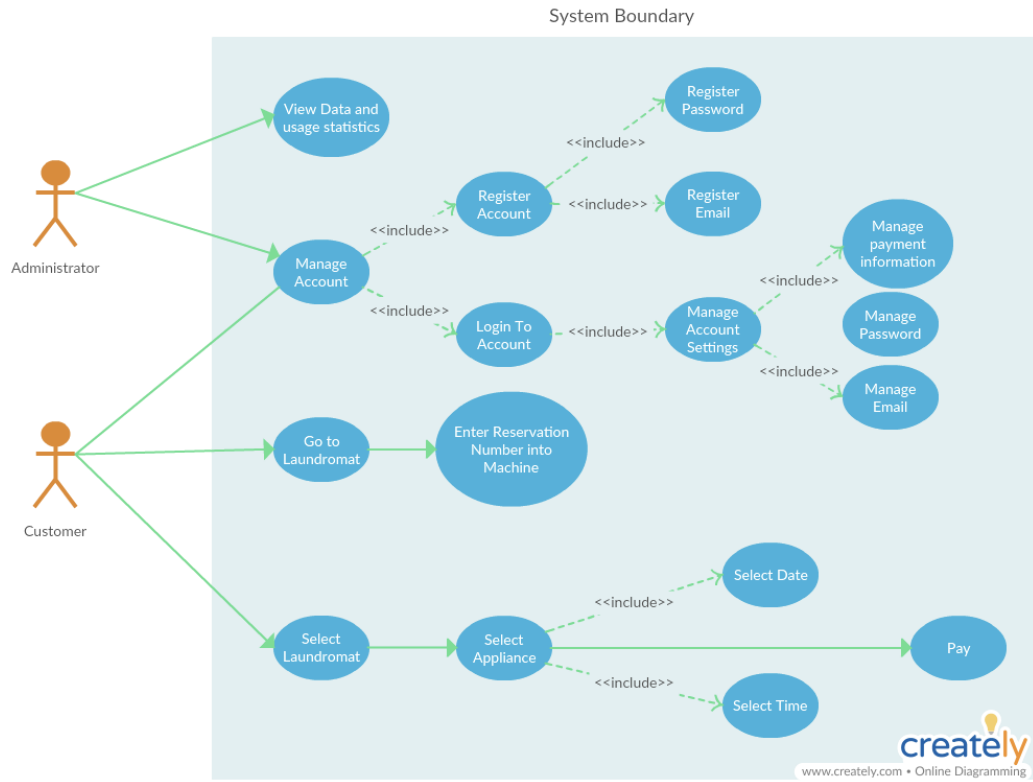 System Boundary
View Data and
usage statistics
Register
Password
<<include>>
Register
Account
<<include>>
Register
Email
Administrator
<<include>>
Manage
Account
Manage
payment
information
<<include>>
<<include>>
Login To
Account
<<include>>
Manage
Account
Settings
Manage
Password
<<include>>
Manage
Email
Customer
Go to
Laundromat
Enter Reservation
Number into
Machine
Select Date
<<include>>
Select
Laundromat
Select
Appliance
Pay
<<include>>
Select Time
creately
www.creately.com • Online Diagramming